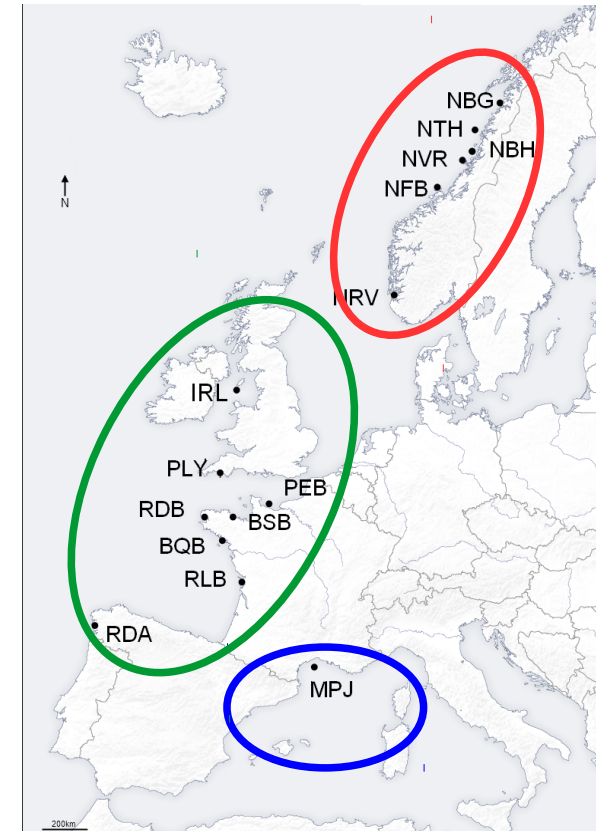 NBG
NTH
NBH
NVR
NFB
N
NRV
IRL
PLY
PEB
RDB
BSB
BQB
RLB
RDA
MPJ
200km